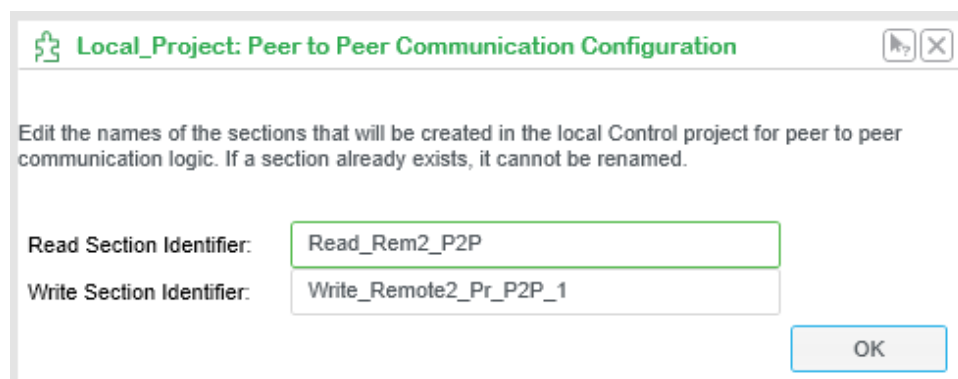 Local_Project: Peer to Peer Communication Configuration
Edit the names of the sections that will be created in the local Control project for peer to peer
communication logic. If a section already exists, it cannot be renamed.
Read Section Identifier: Read_Rem2_P2P
Write Section Identifier: Write_Remote2_Pr_P2P_1
OK